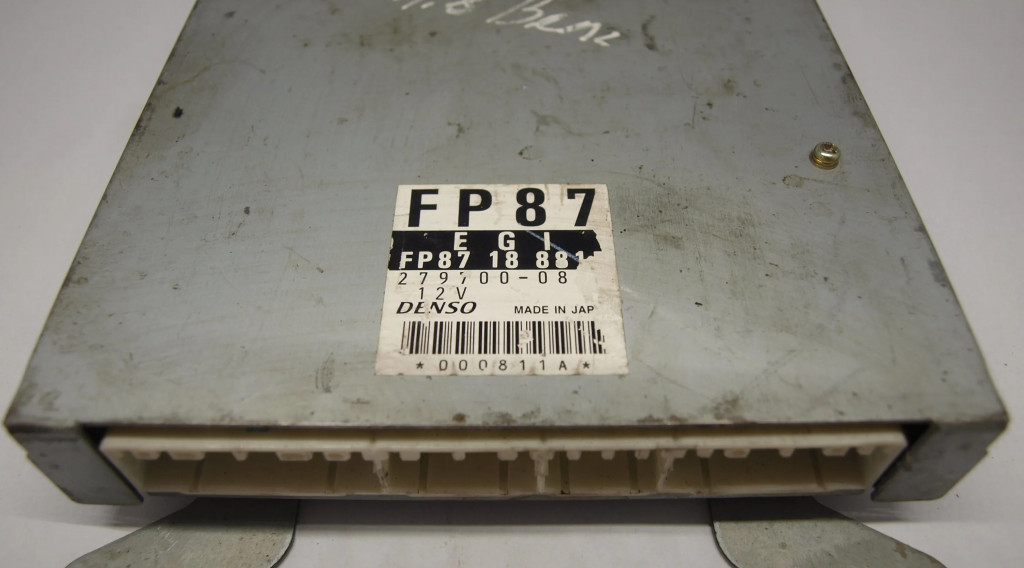 FP87
EGI
FP87 18 881
279700-08
12V
DENSO MADE IN JAP
*000811A*